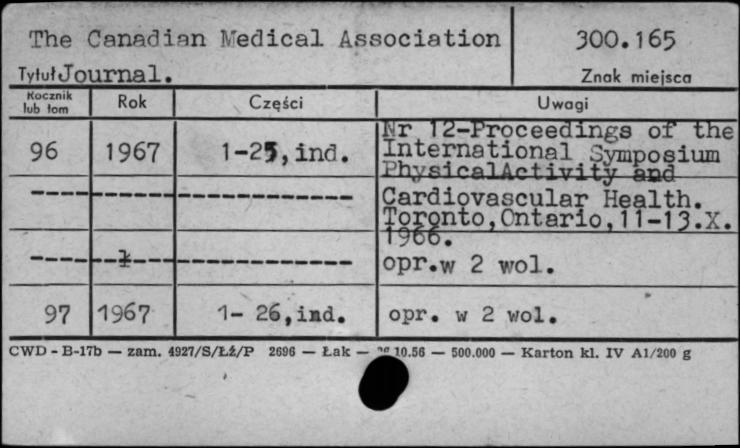 The Canadian Medical Association 300.165
Tytuł Journal. Znak miejsca
Rocznik lub tom Rok Części Uwagi
96 1967 1-25, ind. Nr 12-Proceedings of the
International Symposium
PhysicalActivity and
Cardiovascular Health.
Toronto, Ontario, 11-13.X.
1966.
opr.w 2 wol.
97 1967 1- 26, ind. opr. w 2 wol.
CWD - B-17b — zam. 4927/S/Łź/P 2696 — Łak — 10.56 — 500.000 — Karton kl. IV A1/200 g